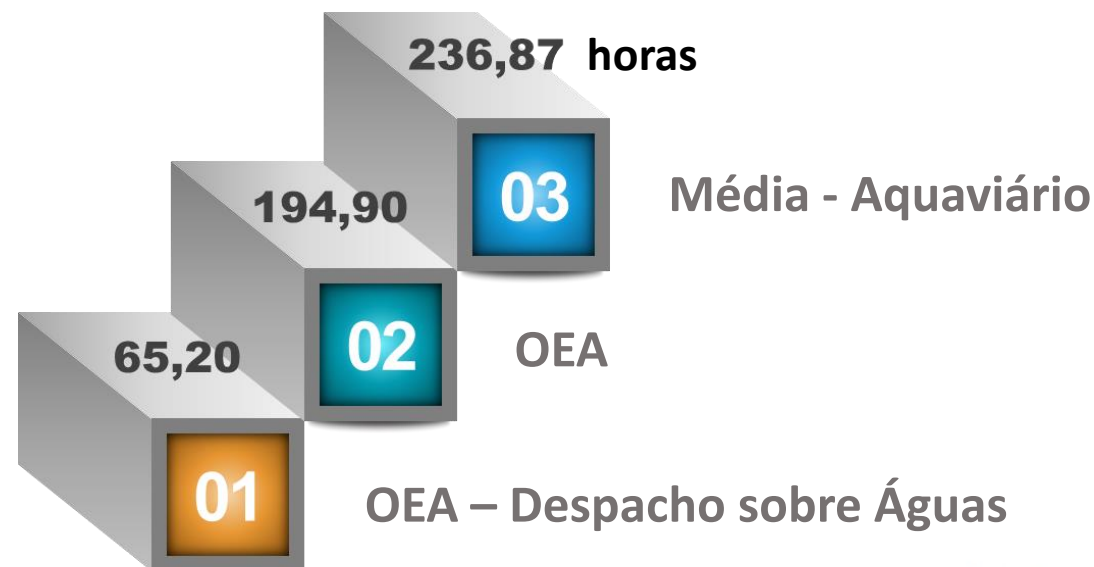 236,87 horas
03
Média - Aquaviário
194,90
02
OEA
65,20
01
OEA – Despacho sobre Águas